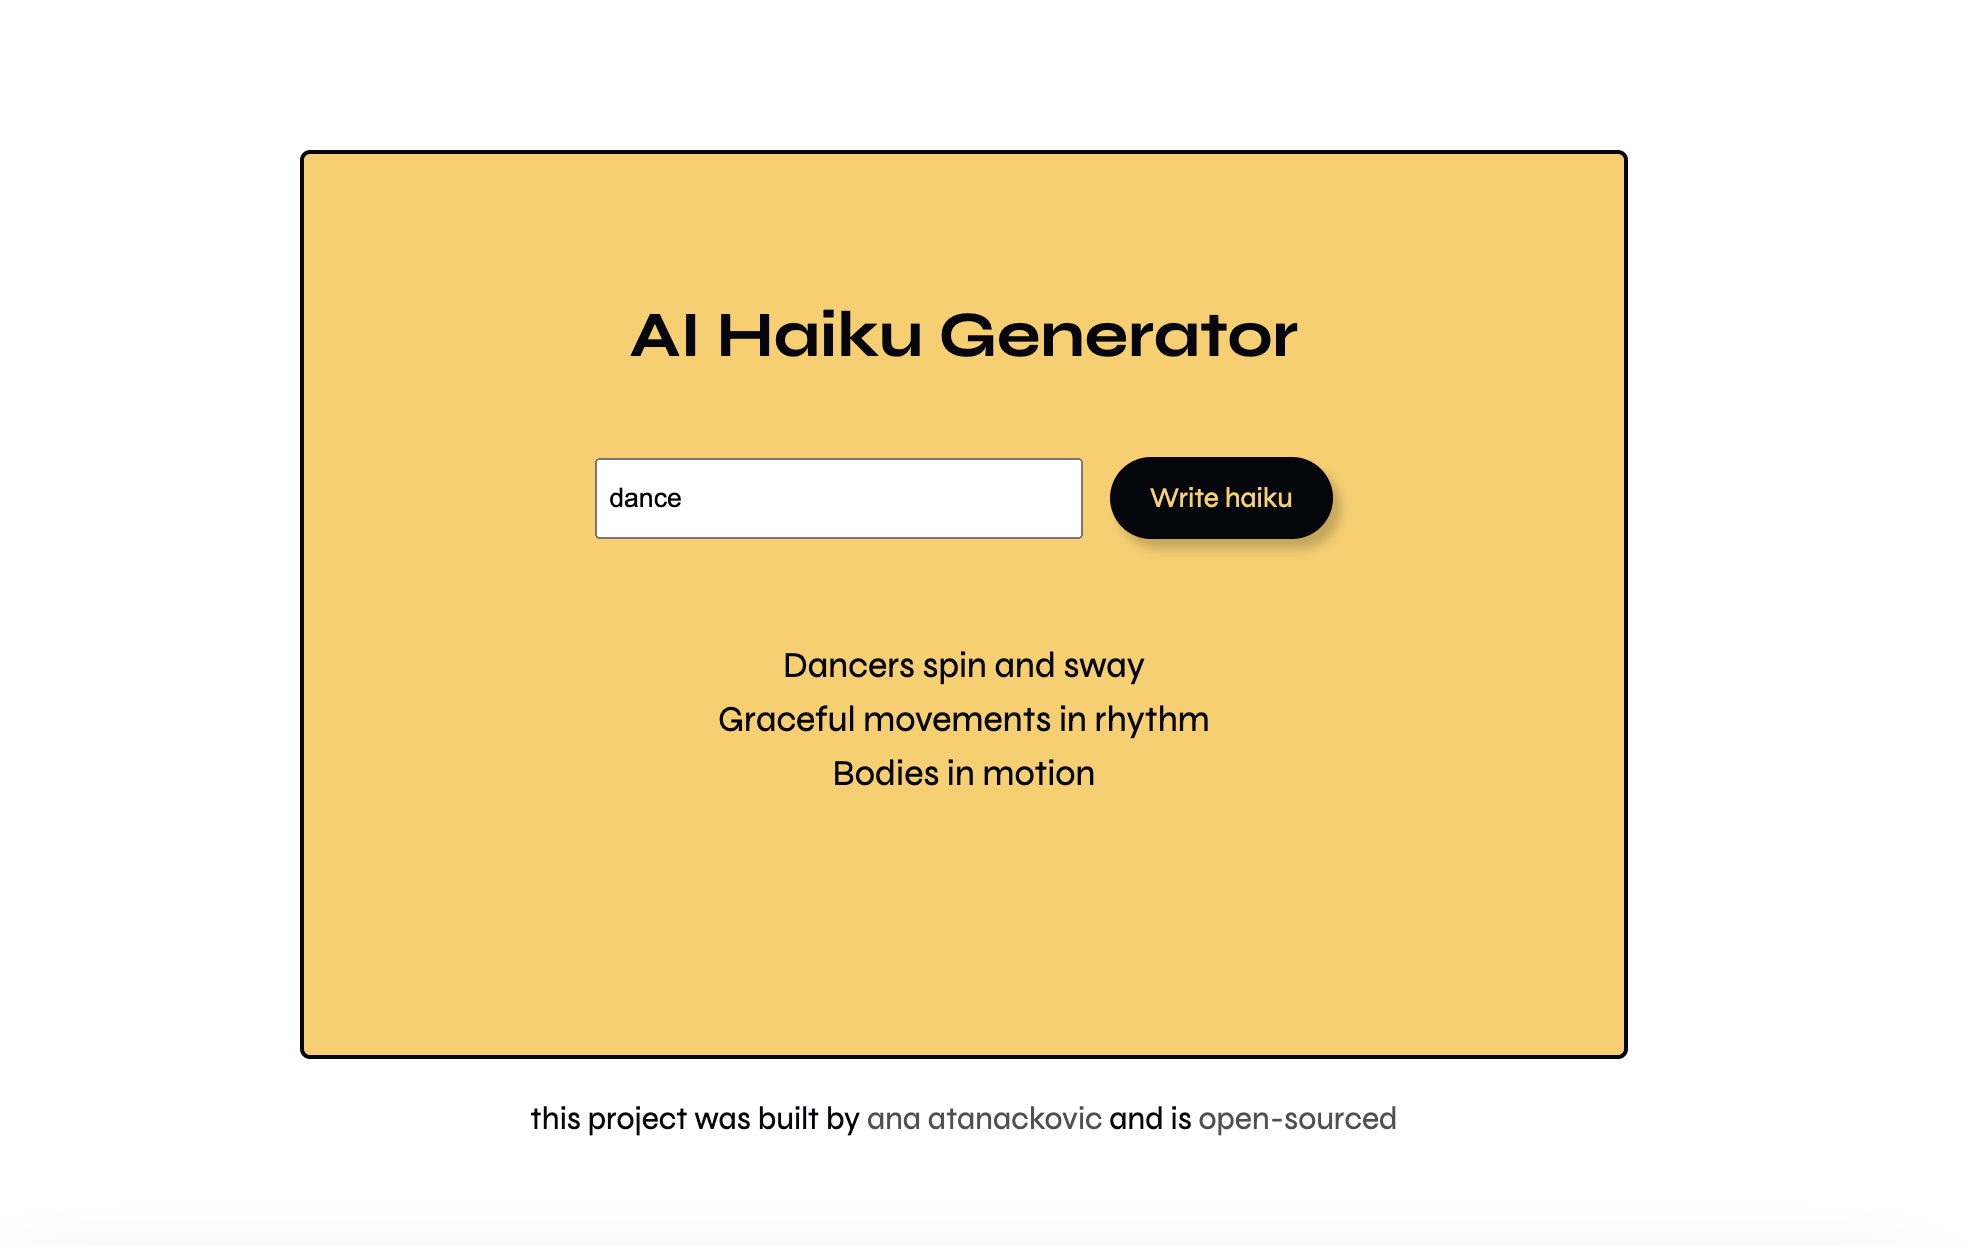 AI Haiku Generator
dance
Write haiku
Dancers spin and sway
Graceful movements in rhythm
Bodies in motion
this project was built by ana atanackovic and is open-sourced